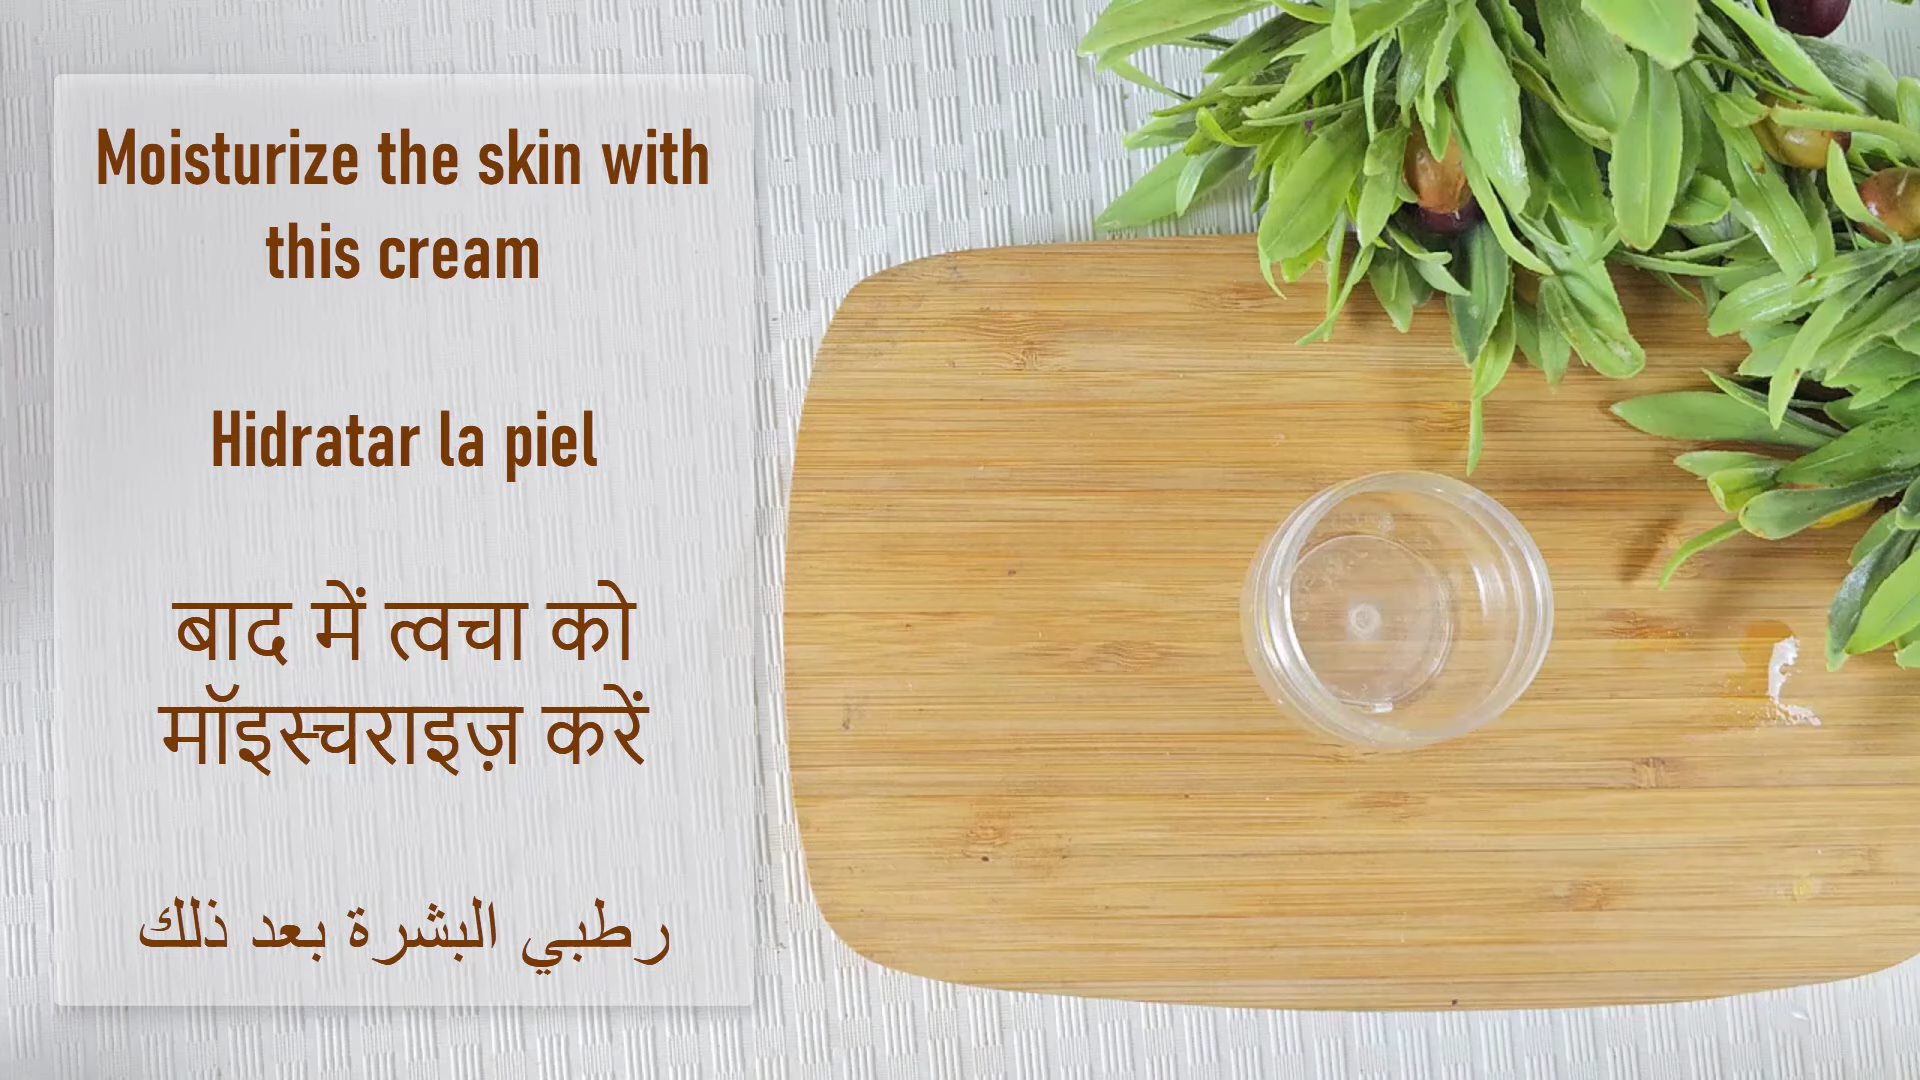 Moisturize the skin with
this cream
Hidratar la piel
बाद में त्वचा को
मॉइस्चराइज़ करें
رطبي البشرة بعد ذلك